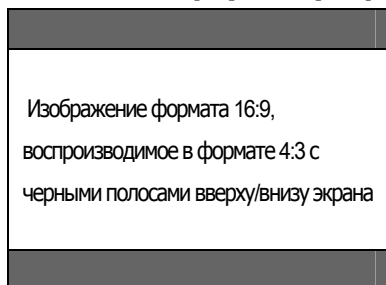 Изображение формата 16:9,
воспроизводимое в формате 4:3 с
черными полосами вверху/внизу экрана